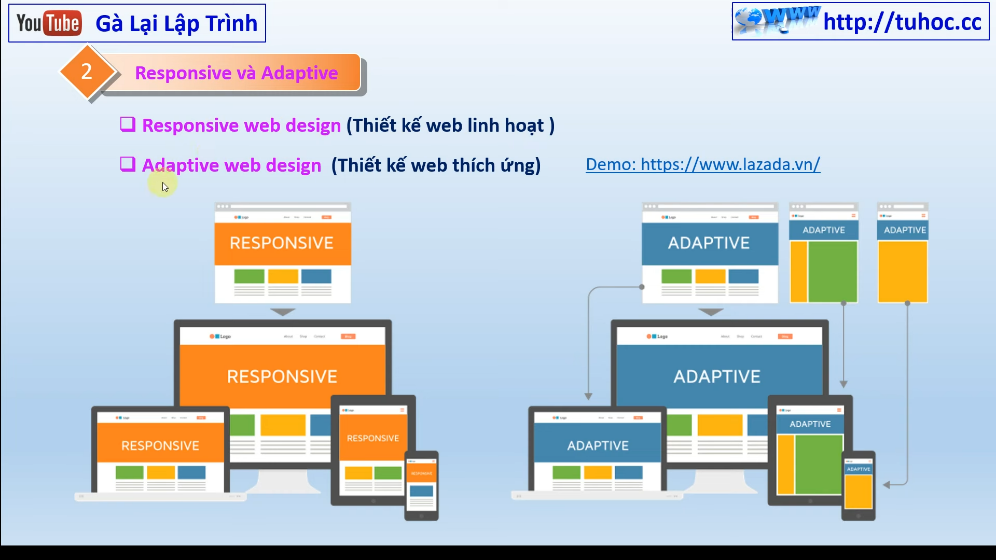 YouTube Gà Lại Lập Trình
www http://tuhoc.cc
2 Responsive và Adaptive
Responsive web design (Thiết kế web linh hoạt )
Adaptive web design (Thiết kế web thích ứng) Demo: https://www.lazada.vn/
RESPONSIVE
ADAPTIVE
ADAPTIVE
ADAPTIVE
Logo
RESPONSIVE
Logo
ADAPTIVE
RESPONSIVE
RESPONSIVE
RESPONSIVE
ADAPTIVE
ADAPTIVE
ADAPTIVE